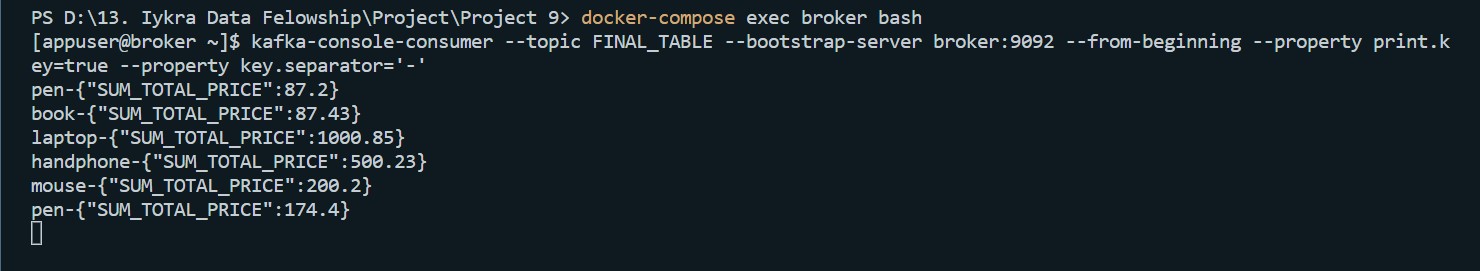 PS D:\13. Iykra Data Felowship\Project\Project 9> docker-compose exec broker bash
[appuser@broker ~]$ kafka-console-consumer --topic FINAL_TABLE --bootstrap-server broker:9092 --from-beginning --property print.k
ey=true --property key.separator='-'
pen-{"SUM_TOTAL_PRICE":87.2}
book-{"SUM_TOTAL_PRICE":87.43}
laptop-{"SUM_TOTAL_PRICE":1000.85}
handphone-{"SUM_TOTAL_PRICE":500.23}
mouse-{"SUM_TOTAL_PRICE":200.2}
pen-{"SUM_TOTAL_PRICE":174.4}